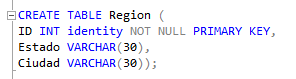 CREATE TABLE Region (
ID INT identity NOT NULL PRIMARY KEY,
Estado VARCHAR(30),
Ciudad VARCHAR(30));